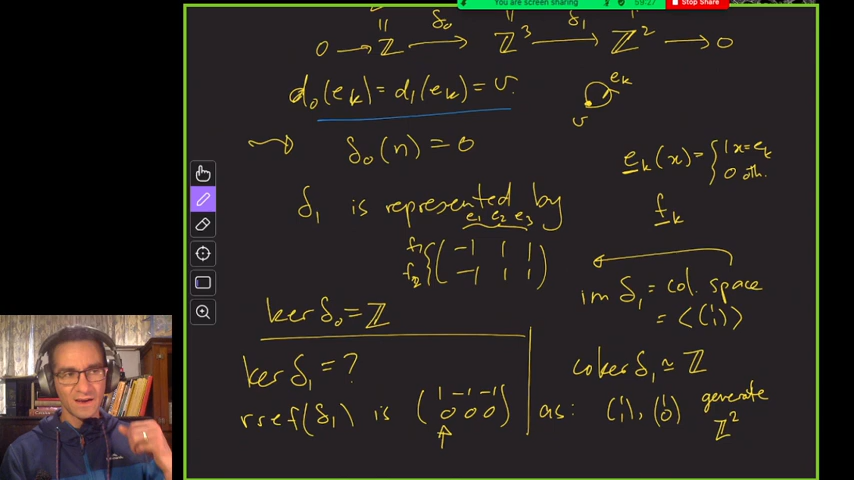 You are screen sharing 59:27 Stop Share
δ₀ δ₁
0 → ℤ → ℤ³ → ℤ² → 0
d₀(eₖ) = d₁(eₖ) = v.
eₖ
v
⇝ δ₀(n) = 0
eₖ(x) = { 1 x = eₖ
0 oth.
fₖ
δ₁ is represented by
e₁ e₂ e₃
f₁ ( -1 1 1 )
f₂ ( -1 1 1 )
im δ₁ = col. space
= <(1 1)>
ker δ₀ = ℤ
ker δ₁ = ?
rref(δ₁) is ( 1 -1 -1
0 0 0 )
coker δ₁ ≃ ℤ
as: (1 1), (1 0) generate
ℤ²